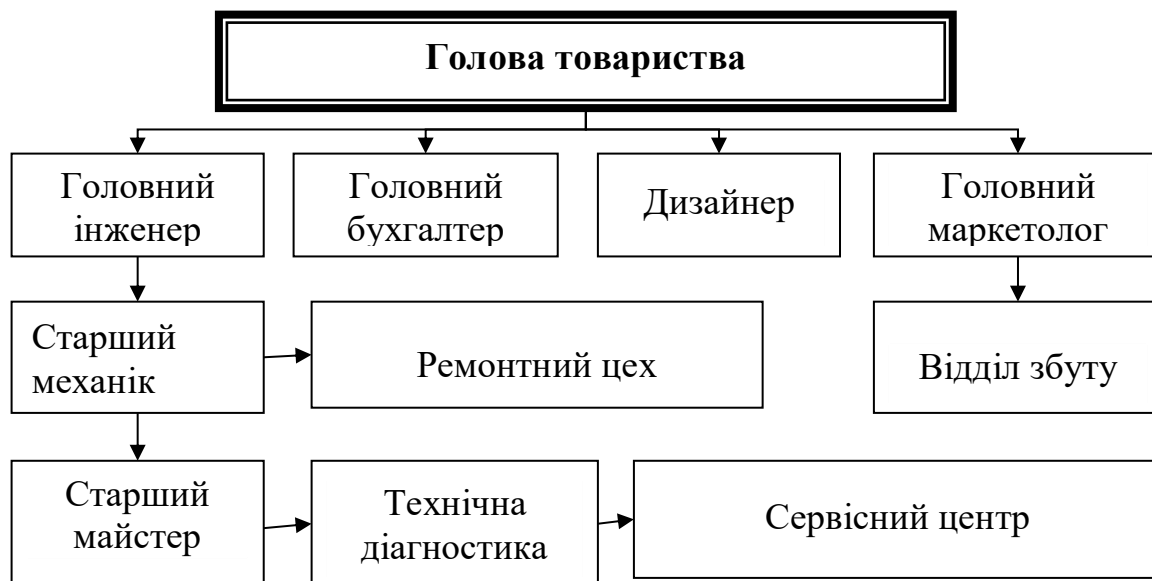 Голова товариства
Головний
інженер
Головний
бухгалтер
Дизайнер
Головний
маркетолог
Старший
механік
Ремонтний цех
Відділ збуту
Старший
майстер
Технічна
діагностика
Сервісний центр